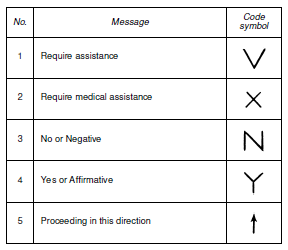 No. Message Code symbol
1 Require assistance V
2 Require medical assistance X
3 No or Negative N
4 Yes or Affirmative Y
5 Proceeding in this direction ↑